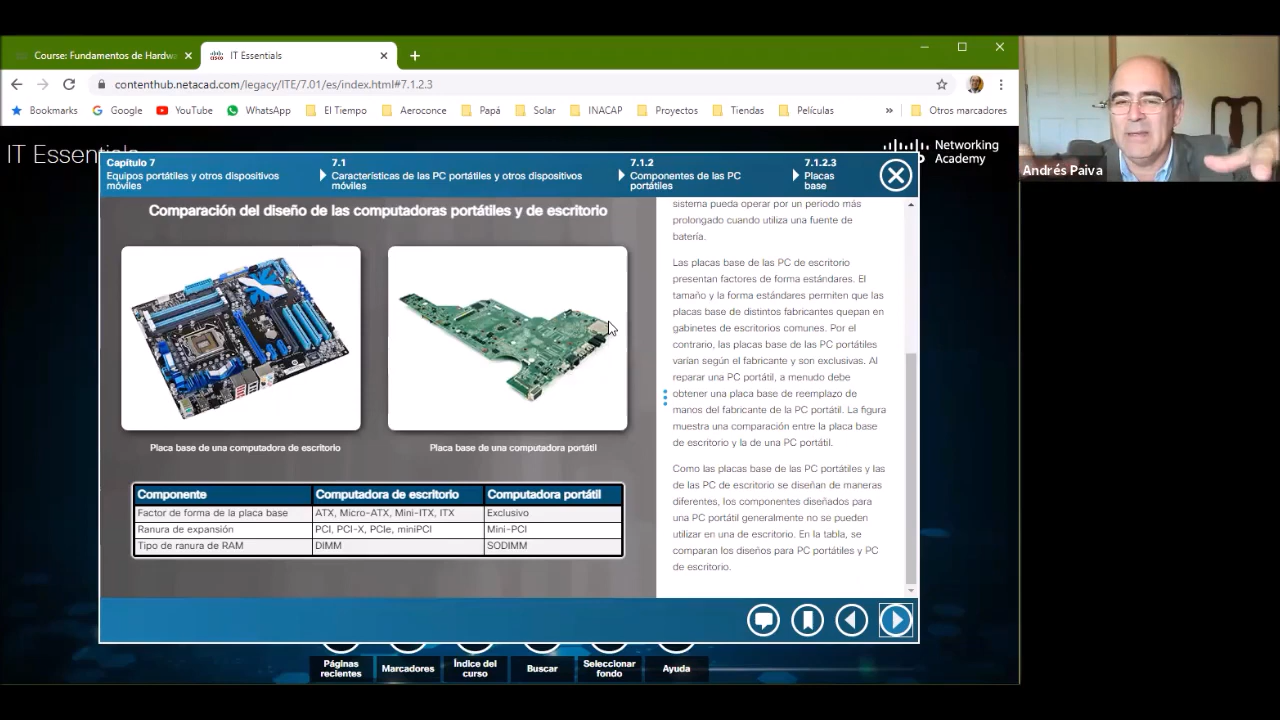 Course: Fundamentos de Hardwa
IT Essentials
contenthub.netacad.com/legacy/ITE/7.01/es/index.html#7.1.2.3
Bookmarks
Google
YouTube
WhatsApp
El Tiempo
Aeroconce
Papá
Solar
INACAP
Proyectos
Tiendas
Películas
»
Otros marcadores
IT Essentials
Networking
Academy
Andrés Paiva
Capítulo 7
Equipos portátiles y otros dispositivos
móviles
7.1
Características de las PC portátiles y otros dispositivos
móviles
7.1.2
Componentes de las PC
portátiles
7.1.2.3
Placas
base
Comparación del diseño de las computadoras portátiles y de escritorio
Placa base de una computadora de escritorio
Placa base de una computadora portátil
Componente Computadora de escritorio Computadora portátil
Factor de forma de la placa base ATX, Micro-ATX, Mini-ITX, ITX Exclusivo
Ranura de expansión PCI, PCI-X, PCIe, miniPCI Mini-PCI
Tipo de ranura de RAM DIMM SODIMM
sistema pueda operar por un periodo más
prolongado cuando utiliza una fuente de
batería.
Las placas base de las PC de escritorio
presentan factores de forma estándares. El
tamaño y la forma estándares permiten que las
placas base de distintos fabricantes quepan en
gabinetes de escritorios comunes. Por el
contrario, las placas base de las PC portátiles
varían según el fabricante y son exclusivas. Al
reparar una PC portátil, a menudo debe
obtener una placa base de reemplazo de
manos del fabricante de la PC portátil. La figura
muestra una comparación entre la placa base
de escritorio y la de una PC portátil.
Como las placas base de las PC portátiles y las
de las PC de escritorio se diseñan de maneras
diferentes, los componentes diseñados para
una PC portátil generalmente no se pueden
utilizar en una de escritorio. En la tabla, se
comparan los diseños para PC portátiles y PC
de escritorio.
Páginas
recientes
Marcadores
Índice del
curso
Buscar
Seleccionar
fondo
Ayuda